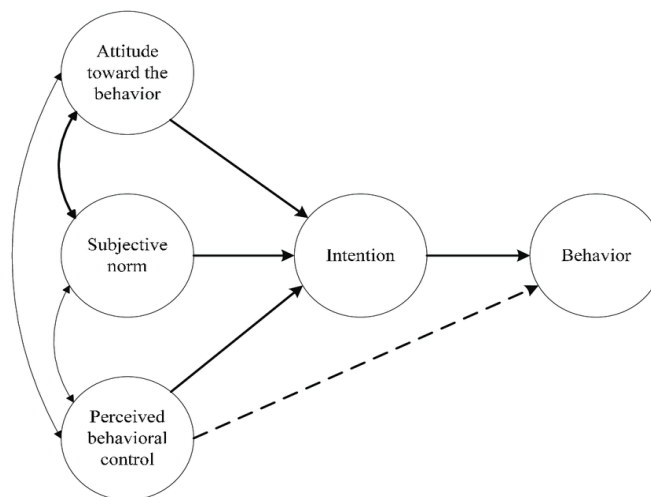 Attitude
toward the
behavior
Subjective
norm
Intention
Behavior
Perceived
behavioral
control